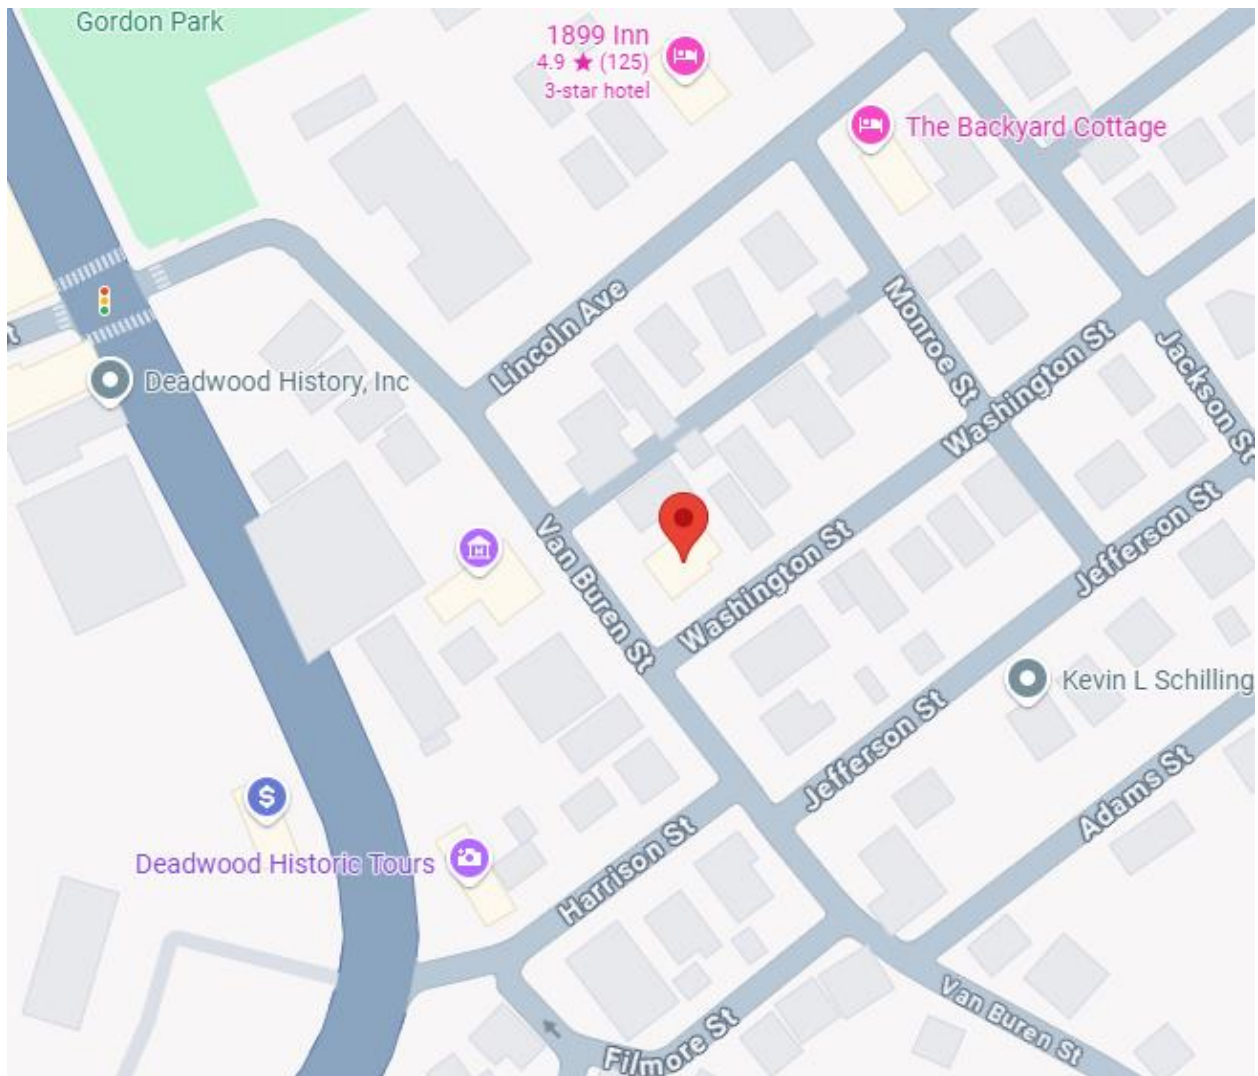 Gordon Park
1899 Inn
4.9 ★ (125)
3-star hotel
The Backyard Cottage
Lincoln Ave
Monroe St
Washington St
Jackson St
t
Deadwood History, Inc
Jefferson St
Van Buren St
Washington St
Kevin L Schilling
Jefferson St
Adams St
$
Deadwood Historic Tours
Harrison St
Van Buren St
Filmore St